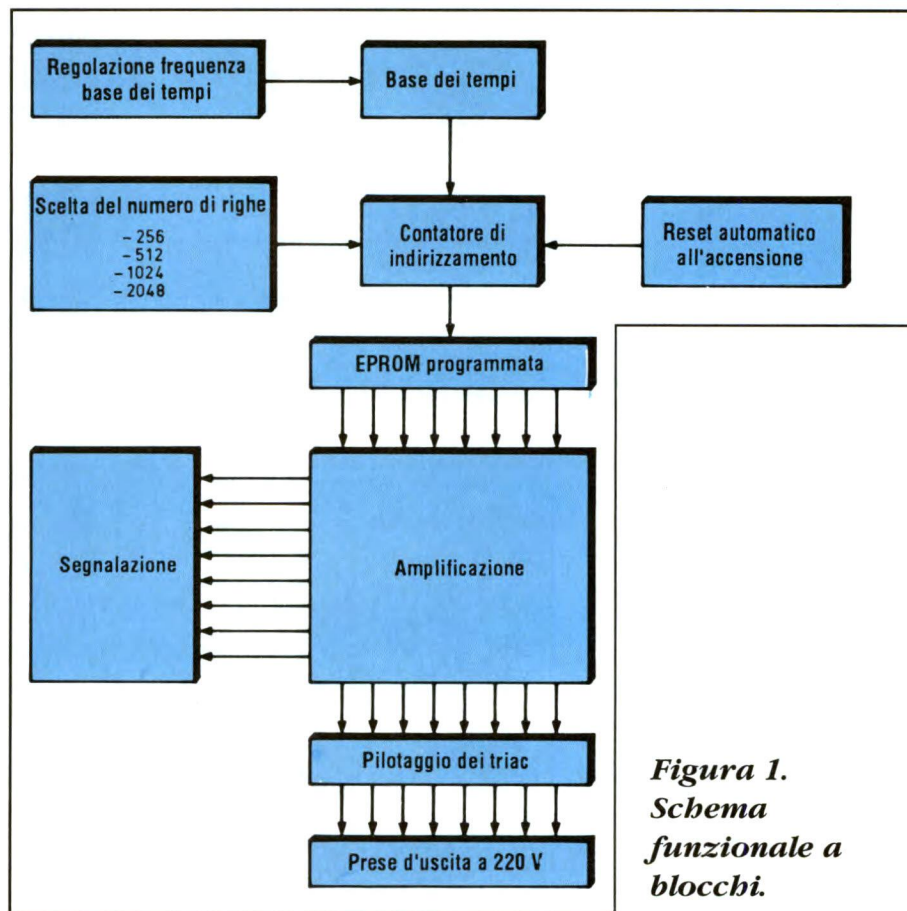 Regolazione frequenza
base dei tempi
Base dei tempi
Scelta del numero di righe
– 256
– 512
– 1024
– 2048
Contatore di
indirizzamento
Reset automatico
all'accensione
EPROM programmata
Segnalazione
Amplificazione
Pilotaggio dei triac
Prese d'uscita a 220 V
Figura 1.
Schema
funzionale a
blocchi.